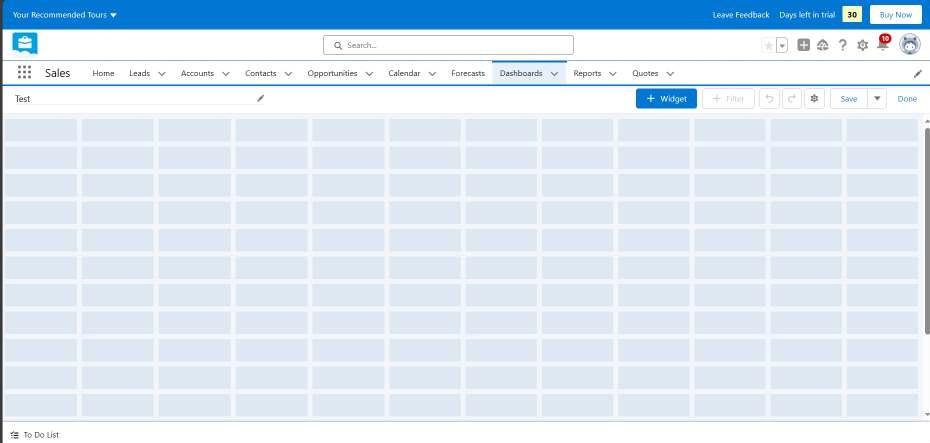 Your Recommended Tours Leave Feedback Days left in trial 30 Buy Now
Search... 10
Sales Home Leads Accounts Contacts Opportunities Calendar Forecasts Dashboards Reports Quotes
Test + Widget + Filter Save Done
To Do List